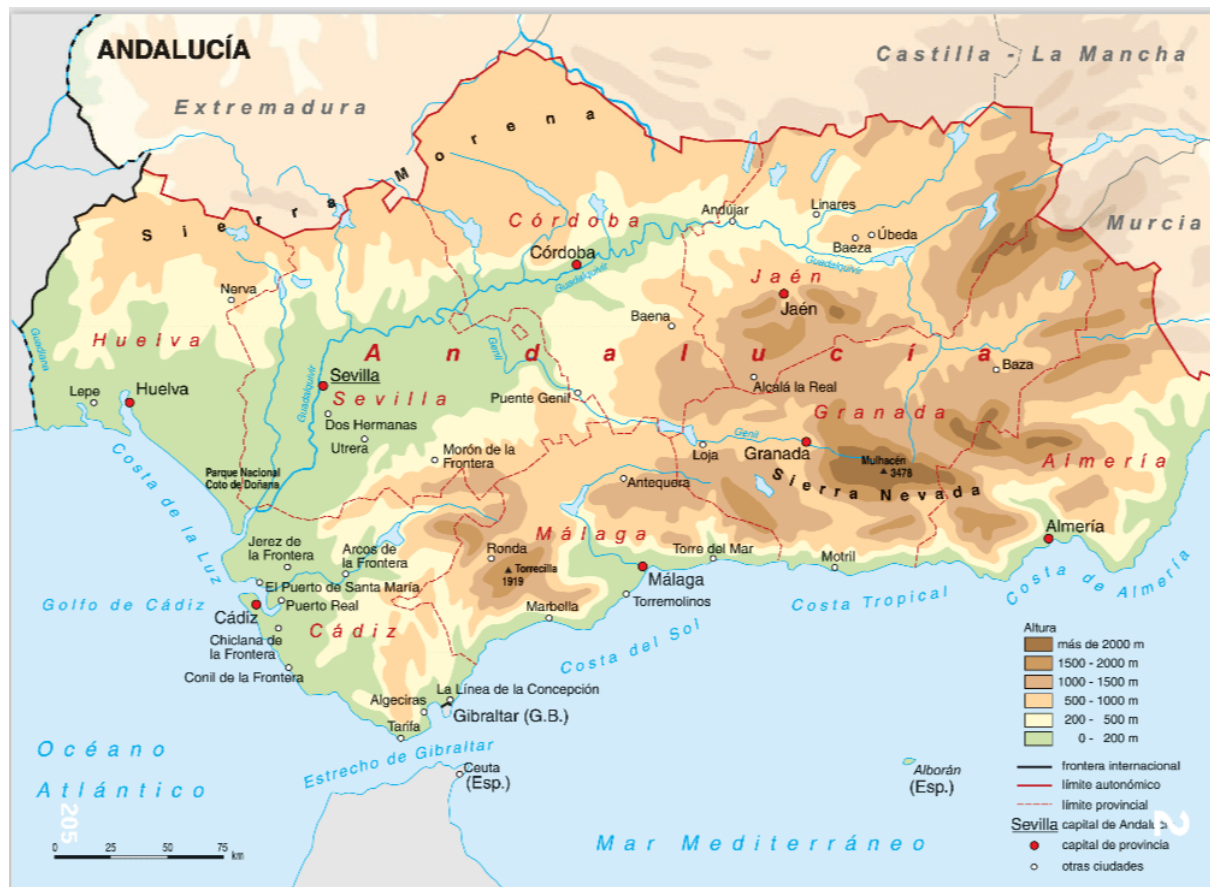 ANDALUCÍA
Castilla - La Mancha
Extremadura
Sierra Morena
Murcia
Córdoba
Andújar
Linares
Úbeda
Baeza
Córdoba
Guadalquivir
Guadalquivir
Guadalquivir
Jaén
Jaén
Nerva
Baena
Huelva
Guadiana
Andalucía
Genil
Baza
Sevilla
Sevilla
Guadalquivir
Lepe
Huelva
Alcalá la Real
Puente Genil
Granada
Dos Hermanas
Utrera
Genil
Granada
Loja
Morón de la
Frontera
Mulhacén
3478
Almería
Costa de la Luz
Parque Nacional
Coto de Doñana
Antequera
Sierra Nevada
Málaga
Almería
Jerez de
la Frontera
Arcos de
la Frontera
Ronda
Torrecilla
1919
Torre del Mar
Motril
Málaga
El Puerto de Santa María
Puerto Real
Golfo de Cádiz
Cádiz
Cádiz
Marbella
Torremolinos
Costa Tropical
Costa de Almería
Chiclana de
la Frontera
Conil de la Frontera
Costa del Sol
Algeciras
La Línea de la Concepción
Gibraltar (G.B.)
Tarifa
Estrecho de Gibraltar
Océano
Atlántico
Ceuta
(Esp.)
Alborán
(Esp.)
Mar Mediterráneo
205
0 25 50 75
km
Altura
más de 2000 m
1500 - 2000 m
1000 - 1500 m
500 - 1000 m
200 - 500 m
0 - 200 m
frontera internacional
límite autonómico
límite provincial
Sevilla capital de Andaluc
capital de provincia
otras ciudades
2